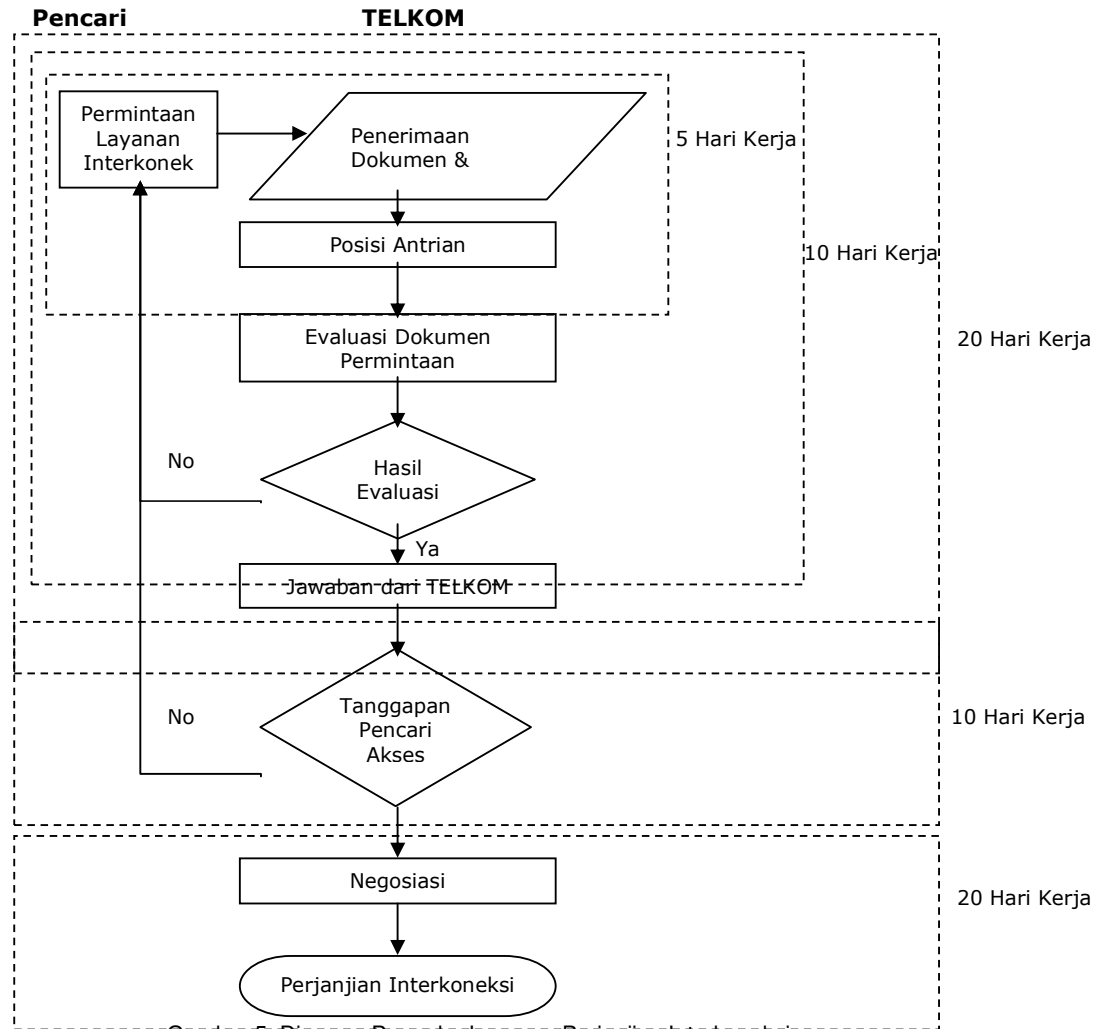 Pencari TELKOM
Permintaan
Layanan
Interkonek
Penerimaan
Dokumen &
5 Hari Kerja
Posisi Antrian
10 Hari Kerja
Evaluasi Dokumen
Permintaan
20 Hari Kerja
No
Hasil
Evaluasi
Ya
Jawaban dari TELKOM
No
Tanggapan
Pencari
Akses
10 Hari Kerja
Negosiasi
20 Hari Kerja
Perjanjian Interkoneksi